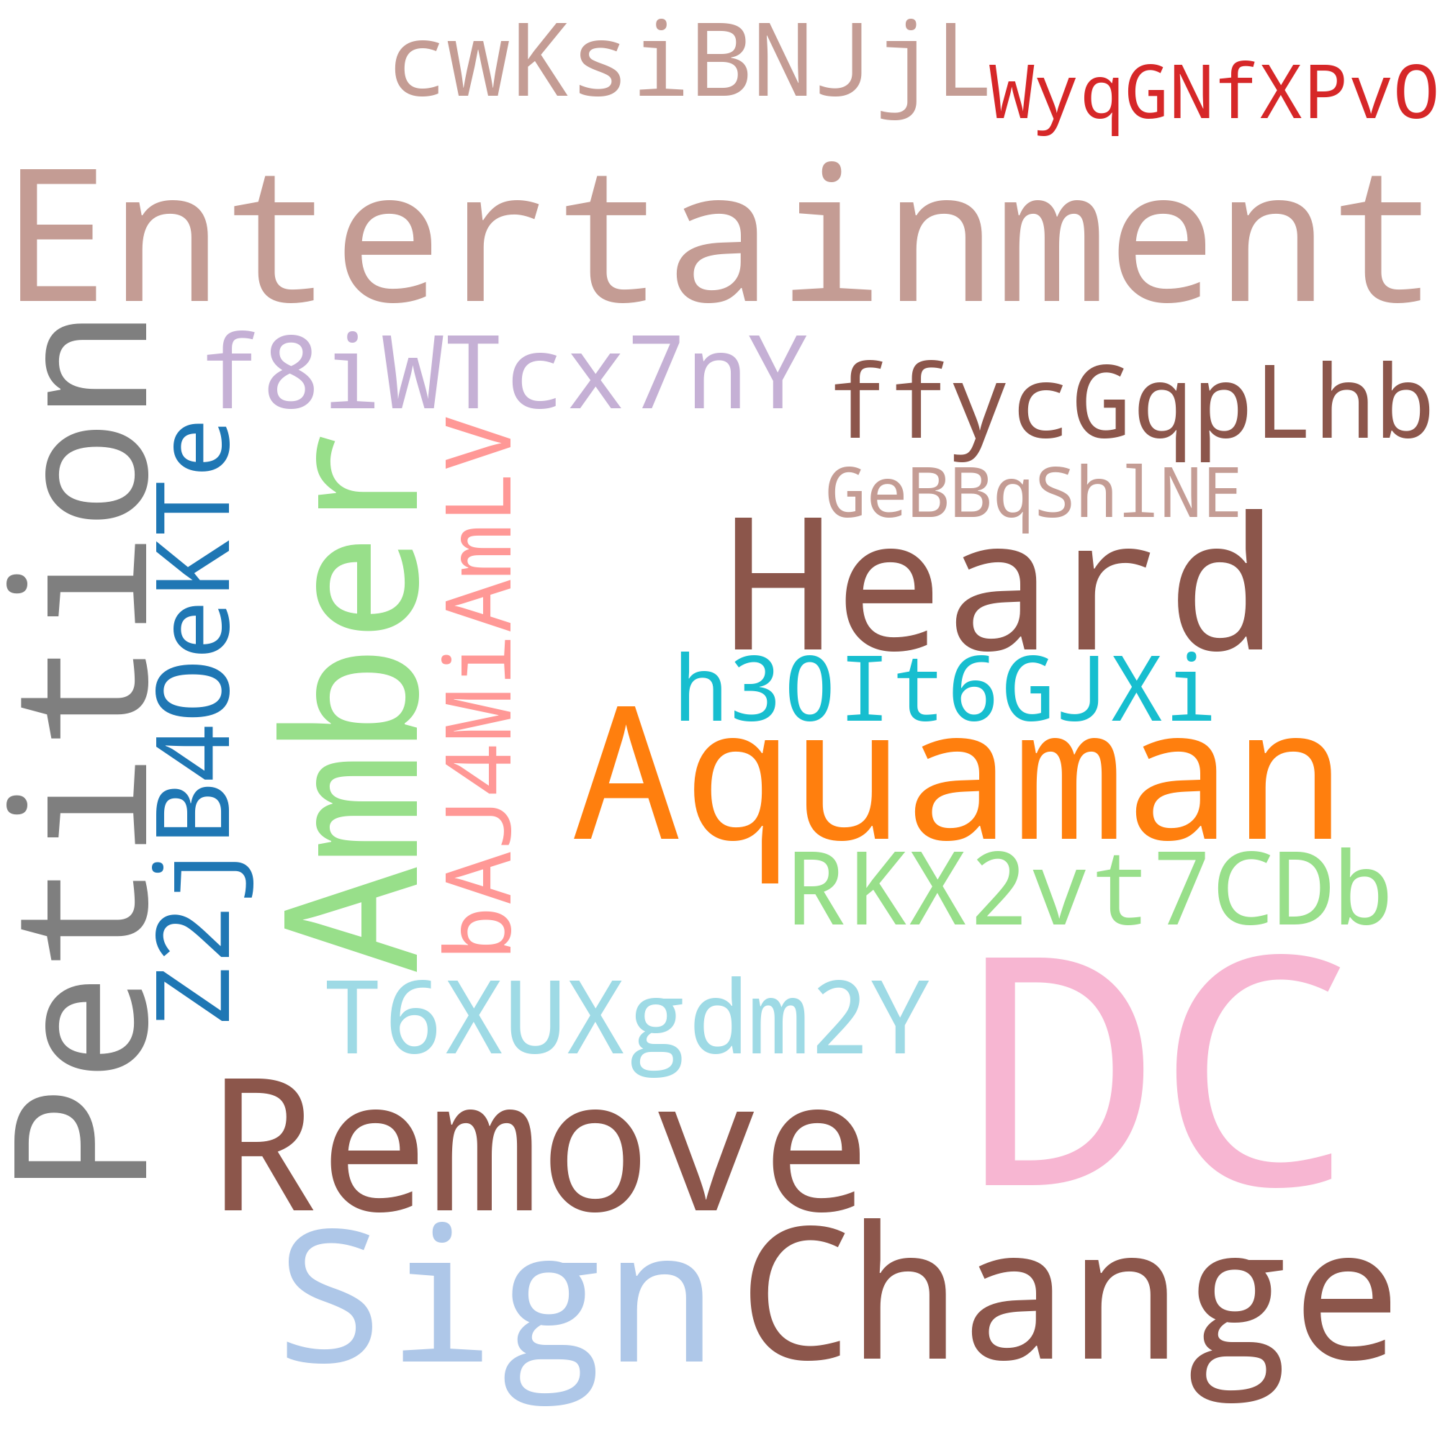 cwKsiBNJjL
WyqGNfXPvO
Entertainment
Petition
f8iWTcx7nY
ffycGqpLhb
Z2jB40eKTe
Amber
bAJ4MiAmLV
GeBBqShlNE
Heard
h30It6GJXi
Aquaman
RKX2vt7CDb
T6XUXgdm2Y
DC
Remove
Sign
Change